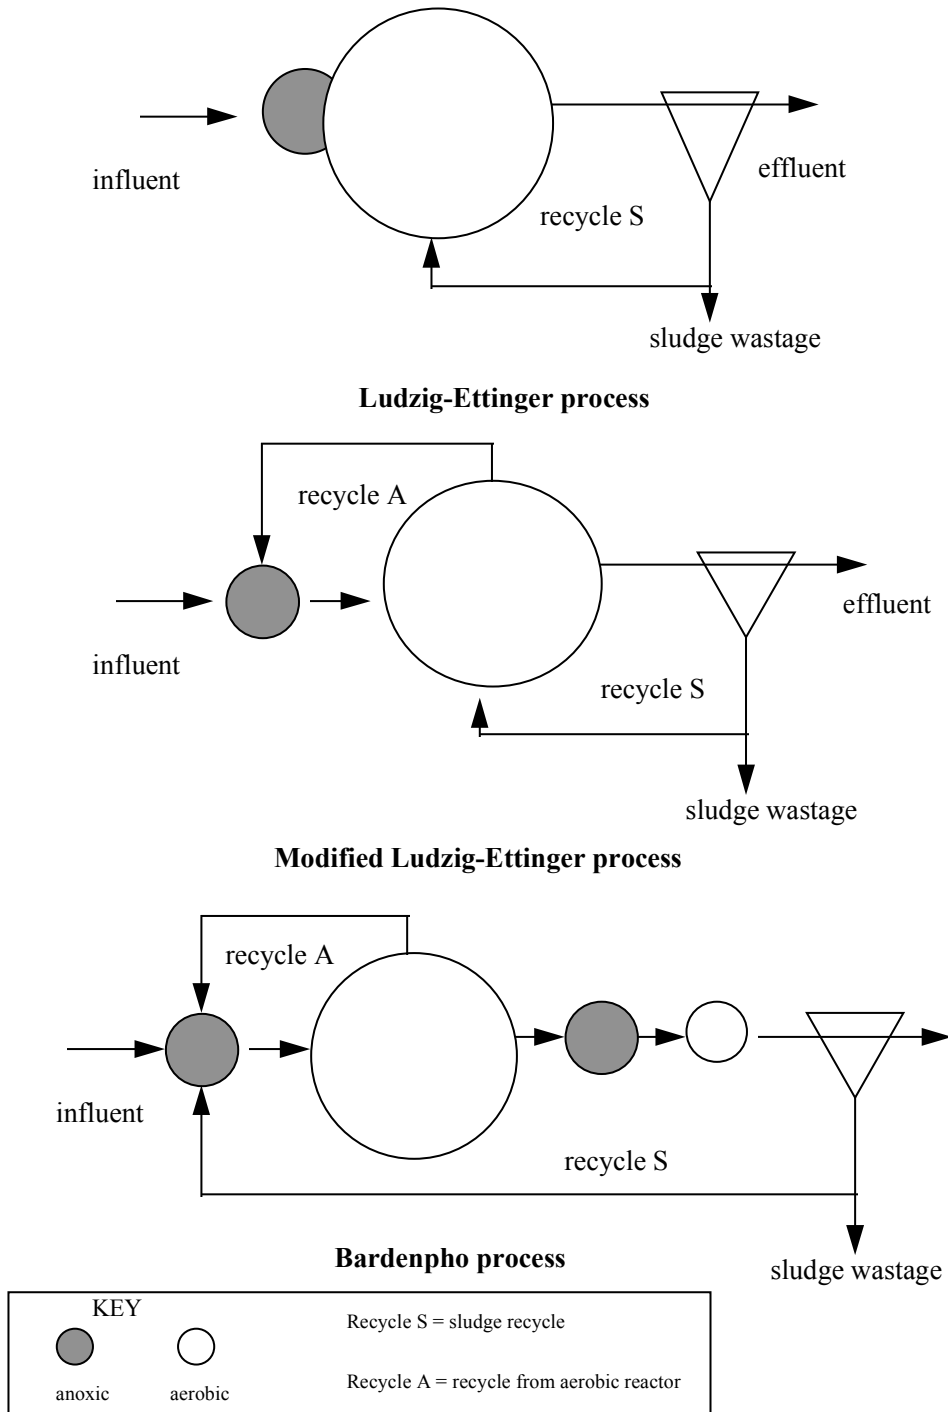 influent
effluent
recycle S
sludge wastage
Ludzig-Ettinger process
recycle A
influent
effluent
recycle S
sludge wastage
Modified Ludzig-Ettinger process
recycle A
influent
recycle S
Bardenpho process
sludge wastage
KEY
Recycle S = sludge recycle
anoxic
aerobic
Recycle A = recycle from aerobic reactor